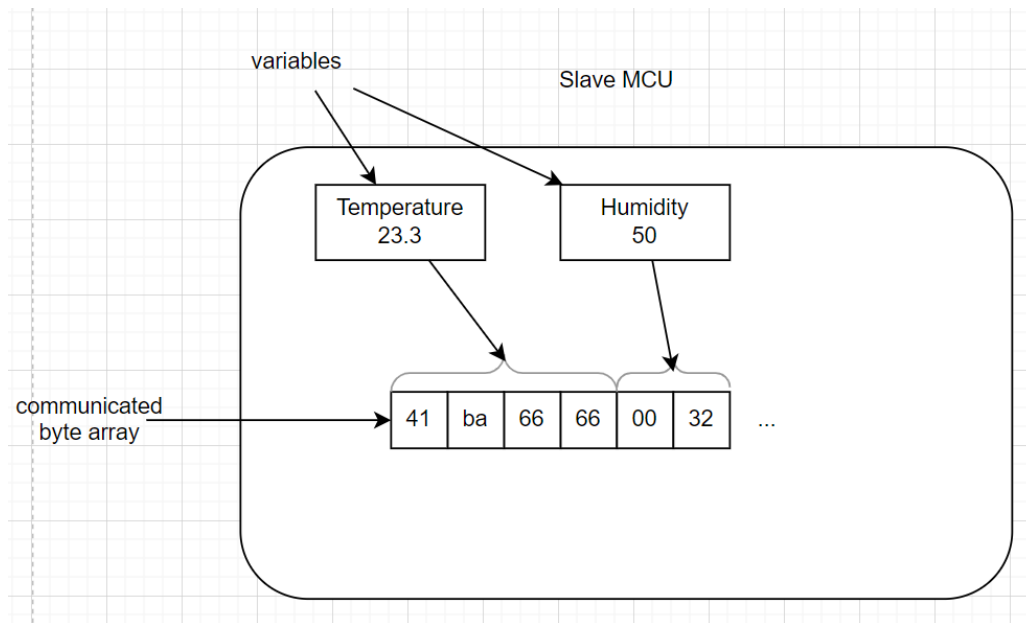 variables
Slave MCU
Temperature
23.3
Humidity
50
communicated
byte array
41 ba 66 66 00 32 ...